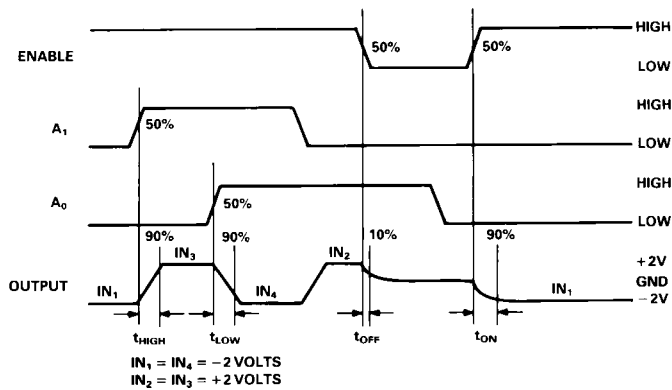 HIGH
ENABLE
50%
50%
LOW
HIGH
A₁
50%
LOW
HIGH
A₀
50%
LOW
90%
IN₃
90%
IN₂
10%
90%
+2V
OUTPUT
GND
IN₁
IN₄
IN₁
−2V
tHIGH
tLOW
tOFF
tON
IN₁ = IN₄ = −2 VOLTS
IN₂ = IN₃ = +2 VOLTS